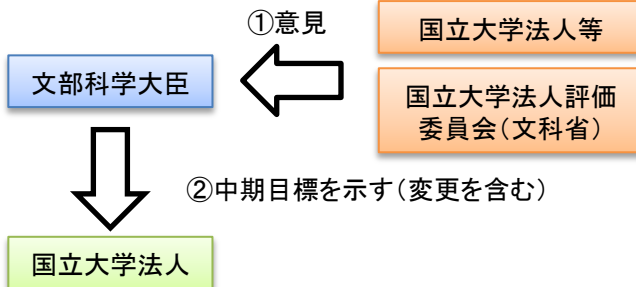 ①意見
国立大学法人等
文部科学大臣
国立大学法人評価
委員会(文科省)
②中期目標を示す(変更を含む)
国立大学法人